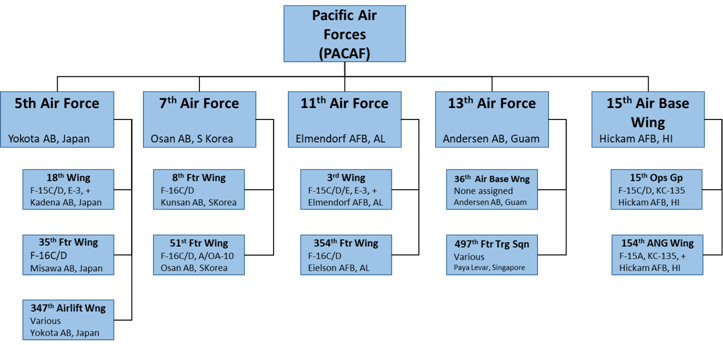 Pacific Air
Forces
(PACAF)
5th Air Force
Yokota AB, Japan
7th Air Force
Osan AB, S Korea
11th Air Force
Elmendorf AFB, AL
13th Air Force
Andersen AB, Guam
15th Air Base
Wing
Hickam AFB, HI
18th Wing
F-15C/D, E-3, +
Kadena AB, Japan
8th Ftr Wing
F-16C/D
Kunsan AB, SKorea
3rd Wing
F-15C/D/E, E-3, +
Elmendorf AFB, AL
36th Air Base Wng
None assigned
Andersen AB, Guam
15th Ops Gp
F-15C/D, KC-135
Hickam AFB, HI
35th Ftr Wing
F-16C/D
Misawa AB, Japan
51st Ftr Wing
F-16C/D, A/OA-10
Osan AB, SKorea
354th Ftr Wing
F-16C/D
Eielson AFB, AL
497th Ftr Trg Sqn
Various
Paya Levar, Singapore
154th ANG Wing
F-15A, KC-135, +
Hickam AFB, HI
347th Airlift Wng
Various
Yokota AB, Japan